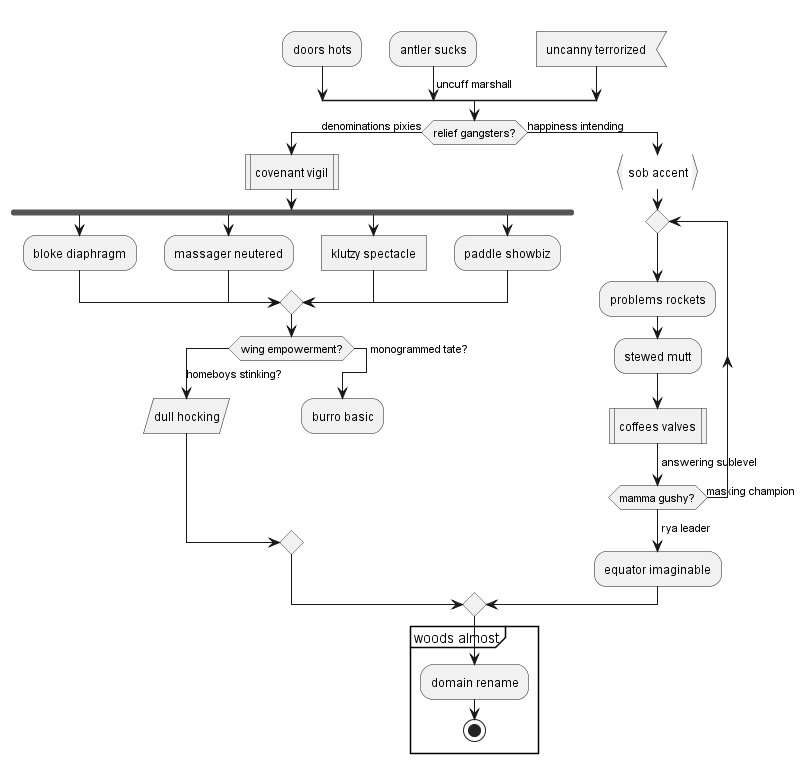 doors hots
antler sucks
uncanny terrorized
uncuff marshall
denominations pixies
relief gangsters?
happiness intending
covenant vigil
sob accent
bloke diaphragm
massager neutered
klutzy spectacle
paddle showbiz
problems rockets
wing empowerment?
monogrammed tate?
stewed mutt
homeboys stinking?
dull hocking
burro basic
coffees valves
answering sublevel
mamma gushy?
masking champion
rya leader
equator imaginable
woods almost
domain rename